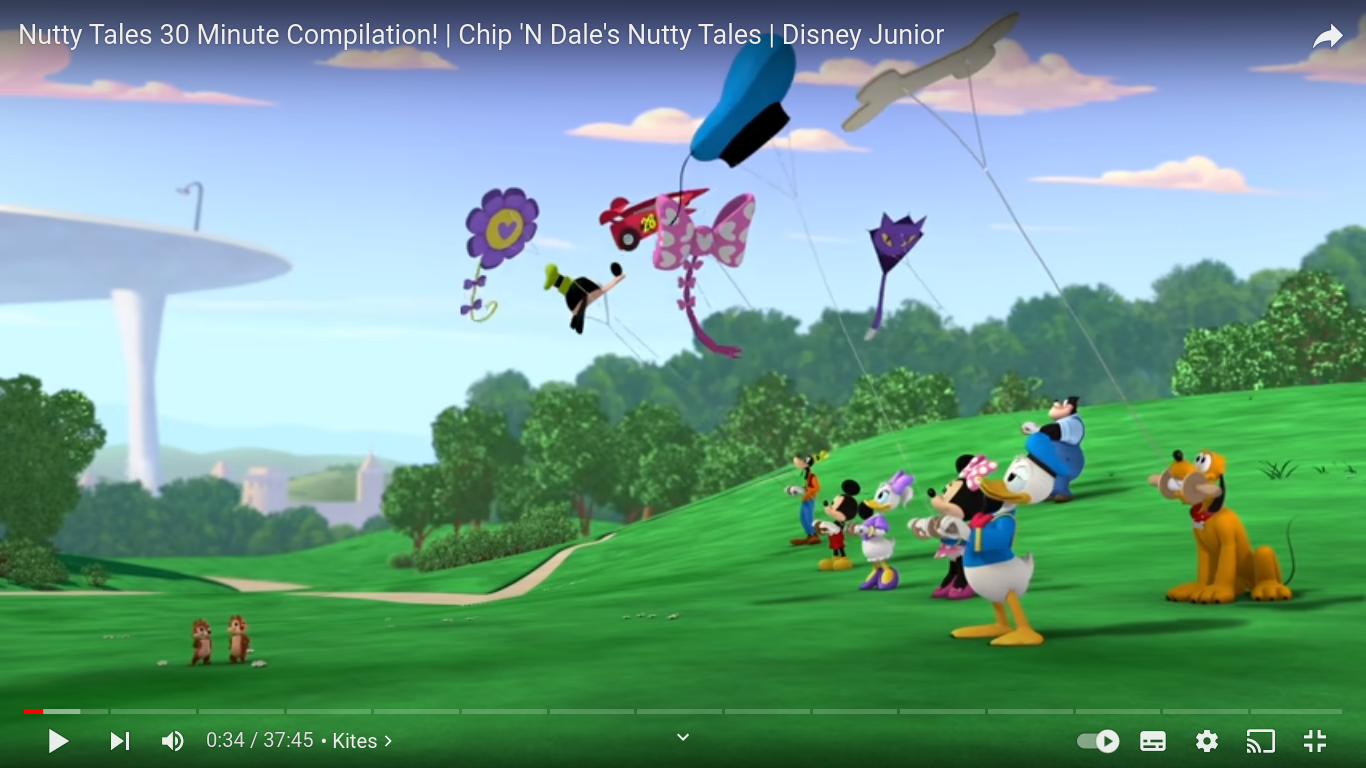 Nutty Tales 30 Minute Compilation! | Chip 'N Dale's Nutty Tales | Disney Junior
28
0:34 / 37:45 • Kites >